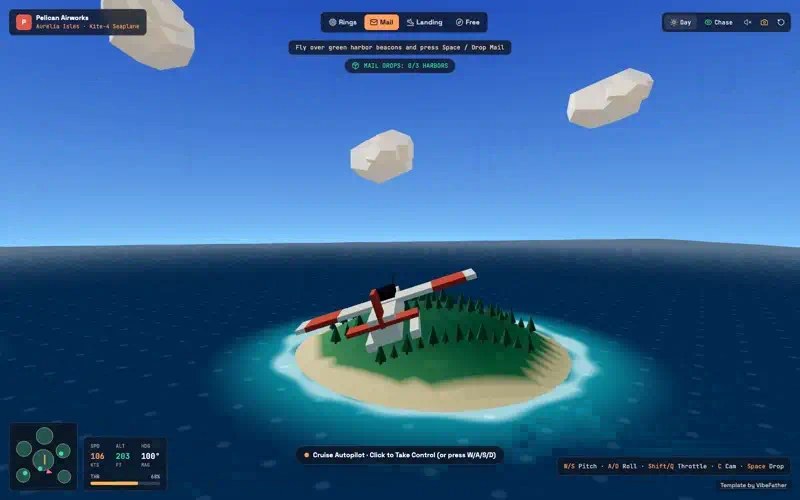 P
Pelican Airworks
Aurelia Isles · Kite-4 Seaplane
Rings
Mail
Landing
Free
Day
Chase
Fly over green harbor beacons and press Space / Drop Mail
MAIL DROPS: 0/3 HARBORS
SPD
ALT
HDG
106
203
100°
KTS
FT
MAG
THR
68%
Cruise Autopilot · Click to Take Control (or press W/A/S/D)
W/S Pitch · A/D Roll · Shift/Q Throttle · C Cam · Space Drop
Template by VibeFather